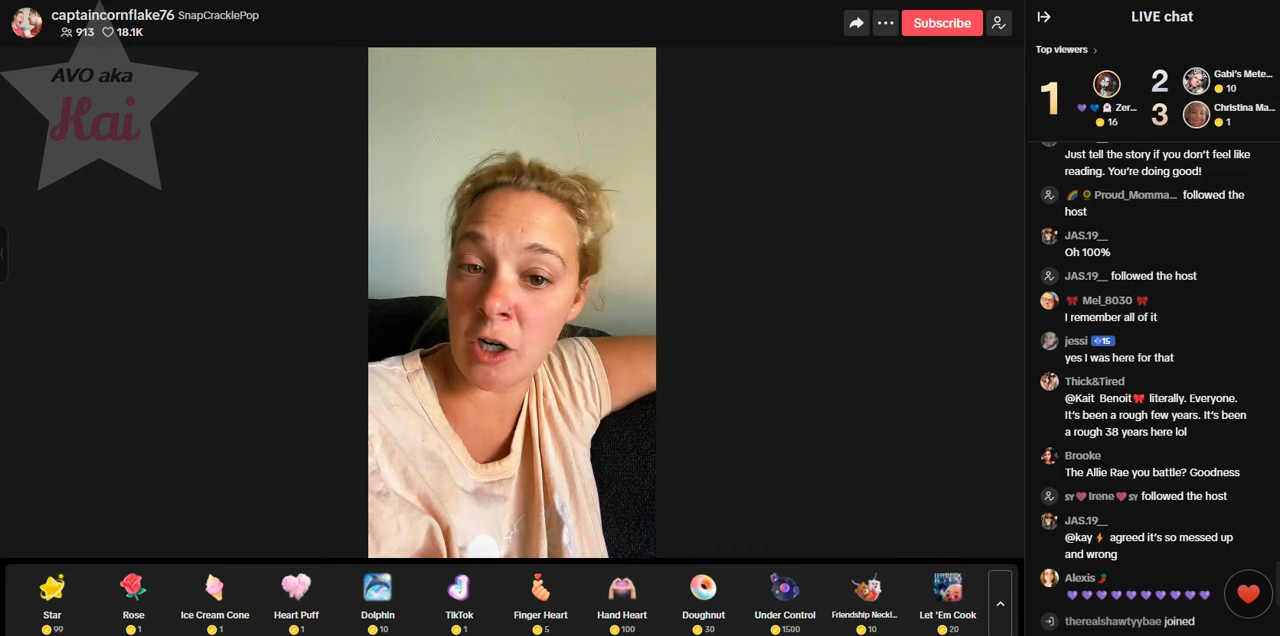 captaincornflake76 SnapCracklePop
913 18.1K
Subscribe
AVO aka
Kai
LIVE chat
Top viewers
1
Zer...
16
2
Gabi's Mete...
10
3
Christina Ma...
1
Just tell the story if you don't feel like
reading. You're doing good!
Proud_Momma... followed the
host
JAS.19__
Oh 100%
JAS.19__ followed the host
Mel_8030
I remember all of it
jessi 15
yes I was here for that
Thick&Tired
@Kait Benoit literally. Everyone.
It's been a rough few years. It's been
a rough 38 years here lol
Brooke
The Allie Rae you battle? Goodness
sʏ Irene sʏ followed the host
JAS.19__
@kay agreed it's so messed up
and wrong
Alexis
therealshawtyybae joined
Star
99
Rose
1
Ice Cream Cone
1
Heart Puff
1
Dolphin
10
TikTok
1
Finger Heart
5
Hand Heart
100
Doughnut
30
Under Control
1500
Friendship Neckl...
10
Let 'Em Cook
20